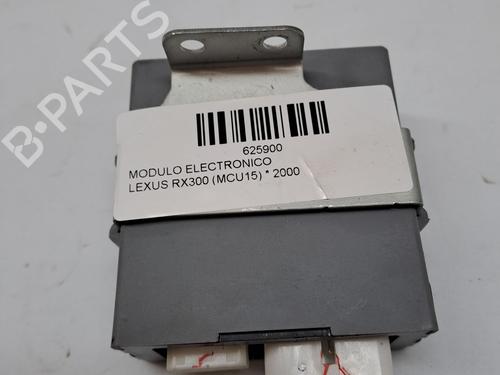 B-PARTS
625900
MODULO ELECTRONICO
LEXUS RX300 (MCU15) * 2000